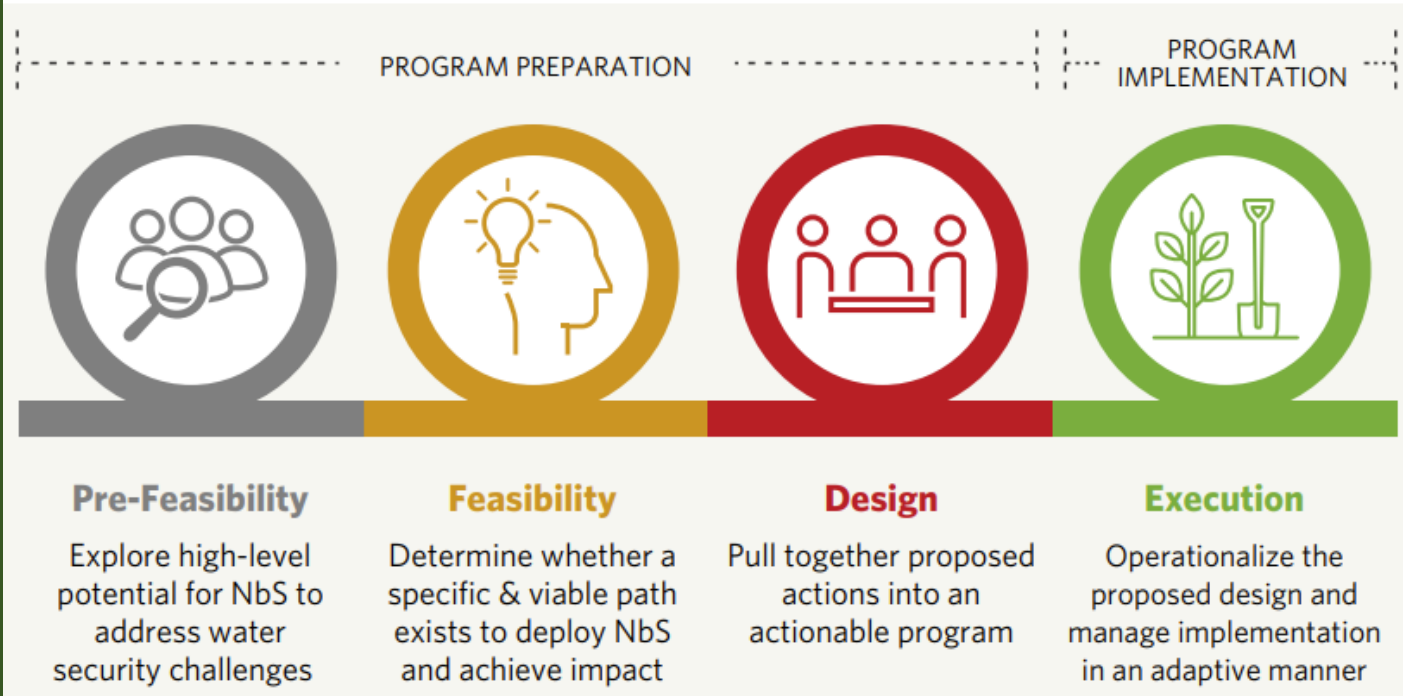 PROGRAM PREPARATION
PROGRAM
IMPLEMENTATION
Pre-Feasibility
Explore high-level
potential for NbS to
address water
security challenges
Feasibility
Determine whether a
specific & viable path
exists to deploy NbS
and achieve impact
Design
Pull together proposed
actions into an
actionable program
Execution
Operationalize the
proposed design and
manage implementation
in an adaptive manner